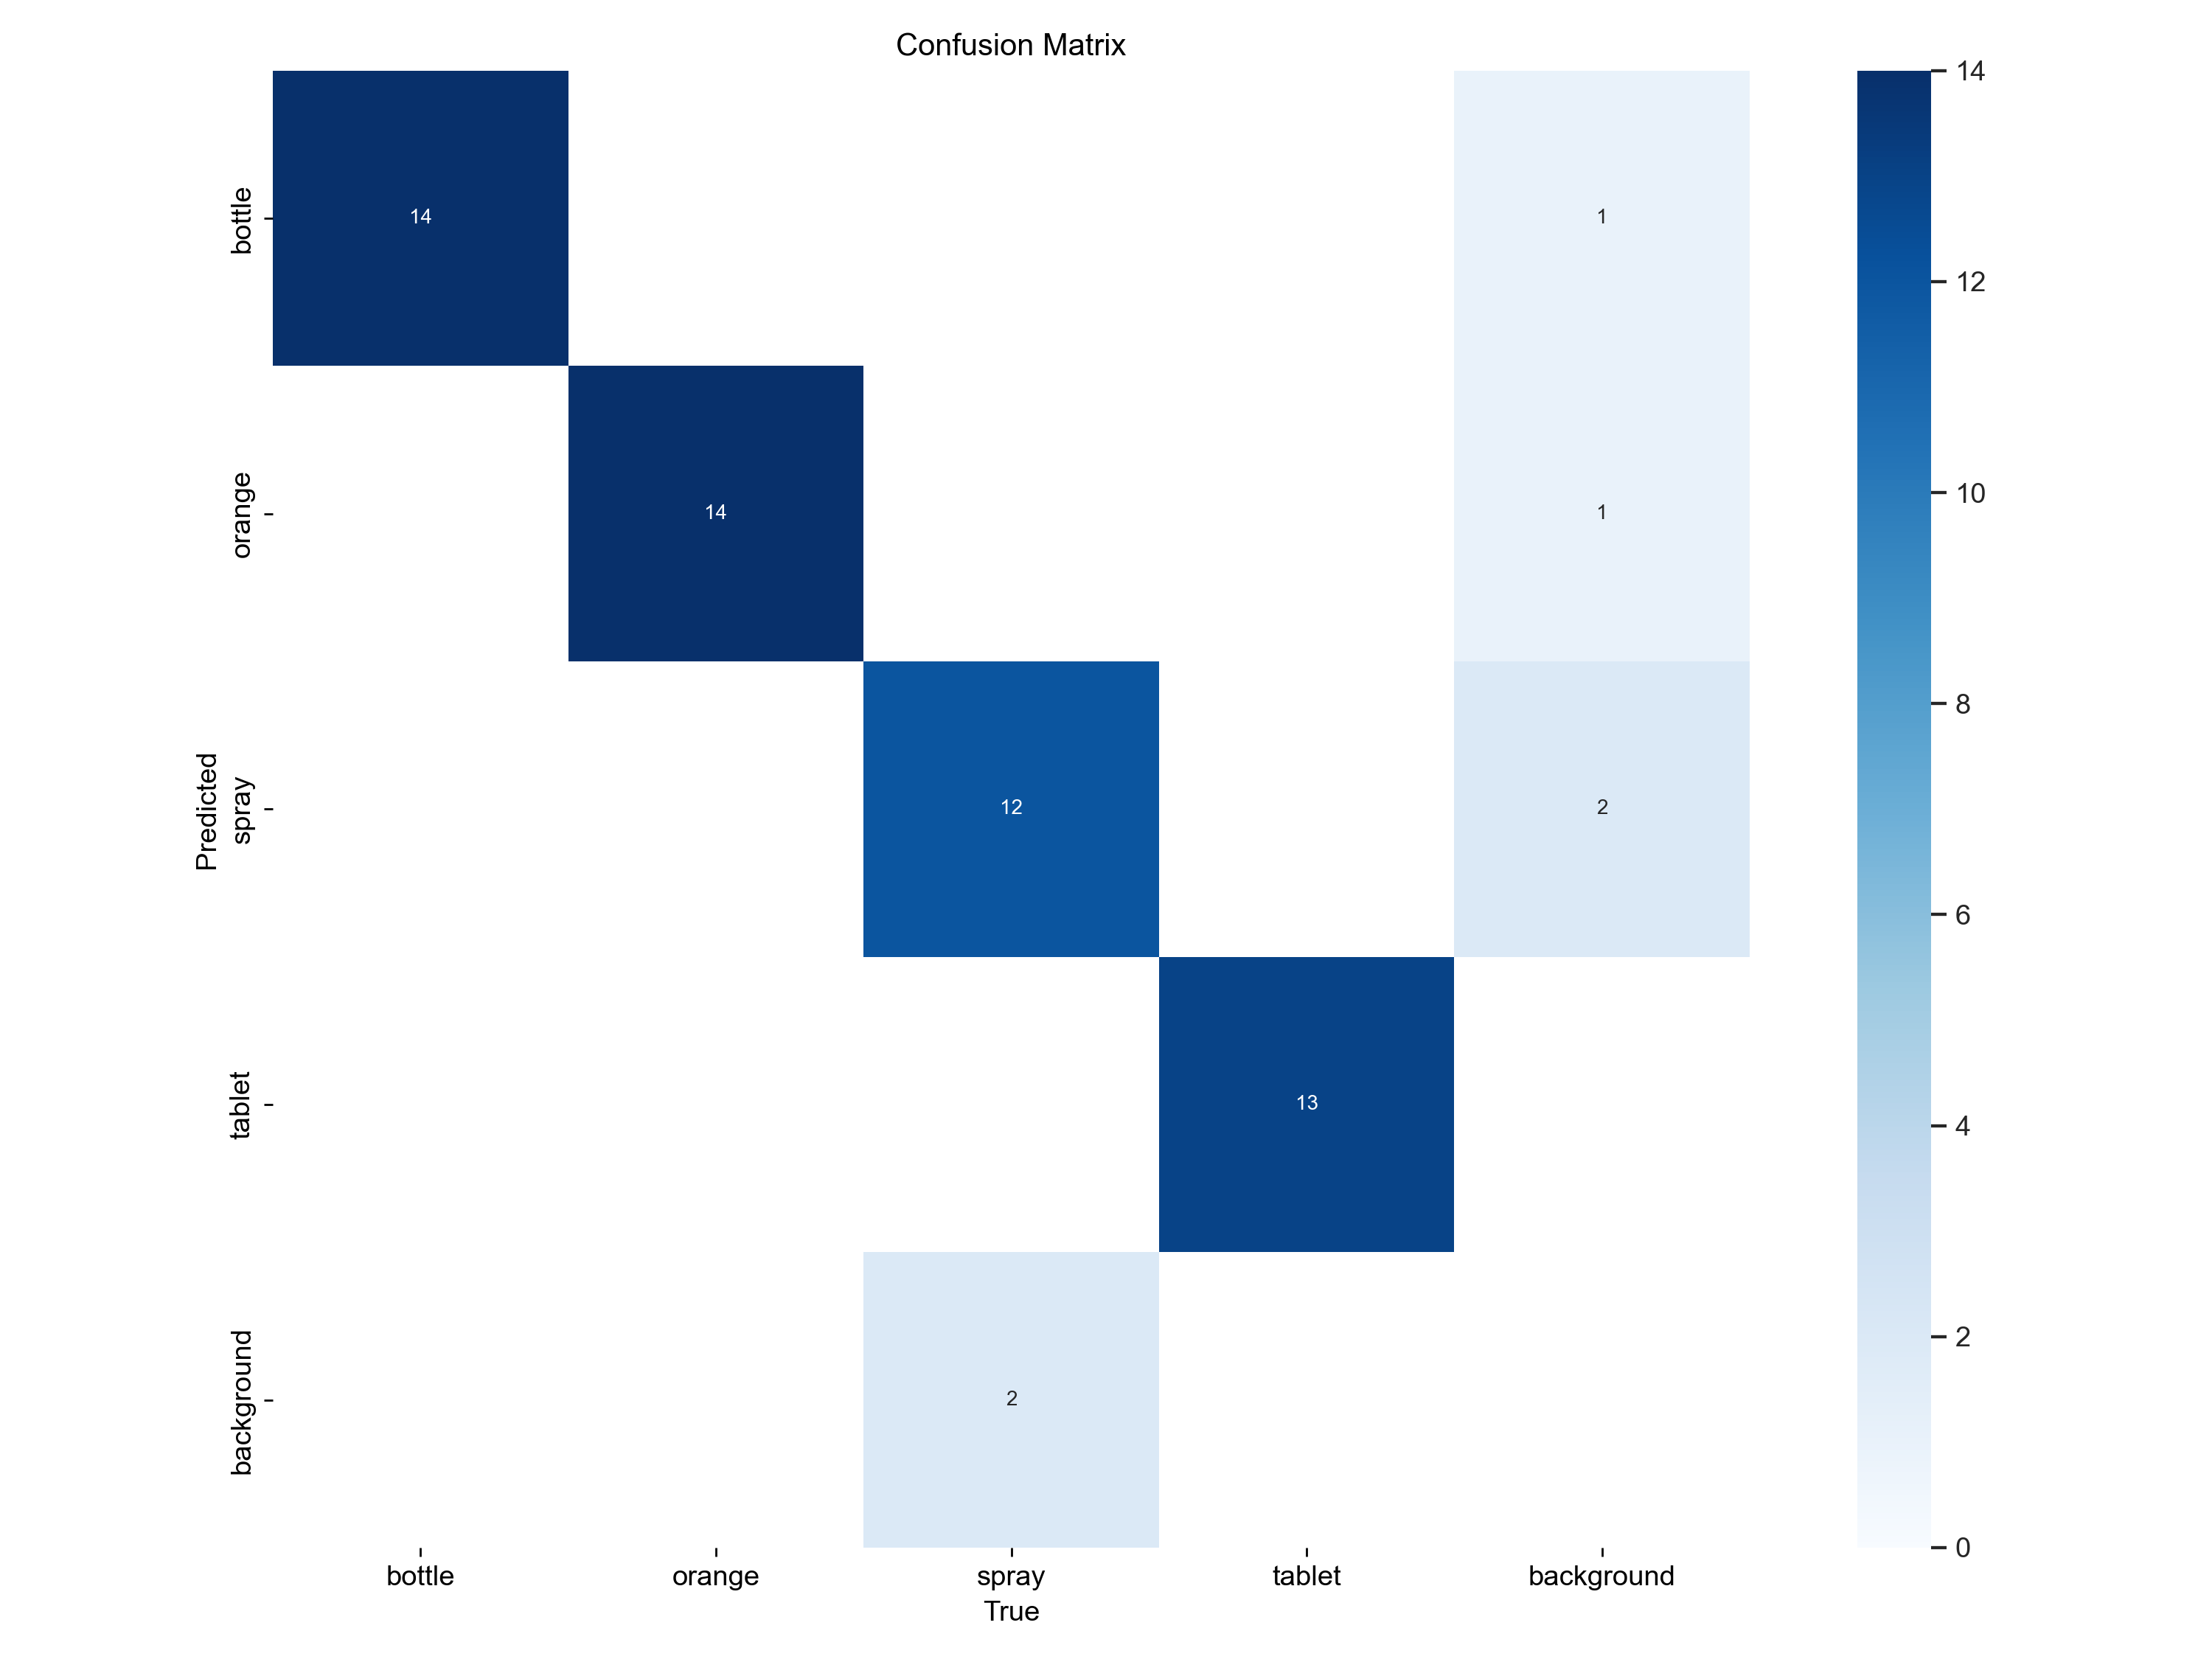 Confusion Matrix
bottle
14
1
orange
14
1
Predicted
spray
12
2
tablet
13
background
2
bottle orange spray tablet background
True
14
12
10
8
6
4
2
0